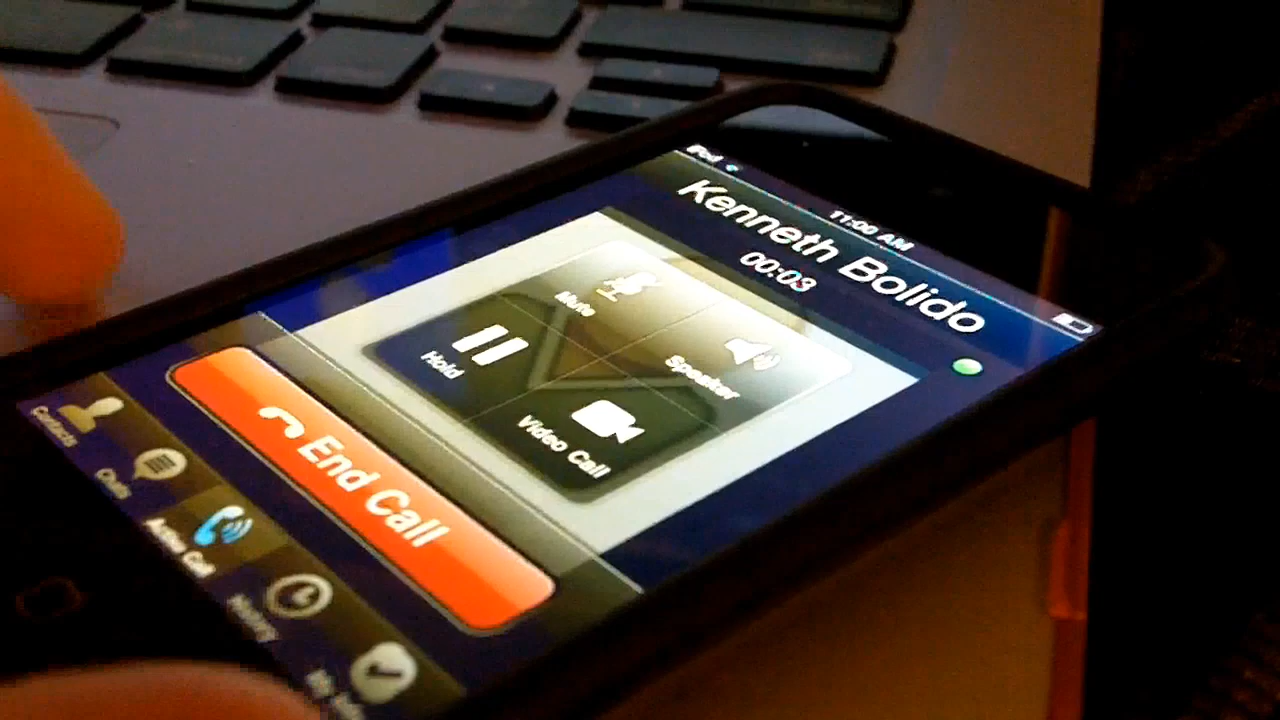 iPod
11:00 AM
Kenneth Bolido
00:03
Mute
Speaker
Hold
Video Call
End Call
Contacts
Chats
Active Call
History